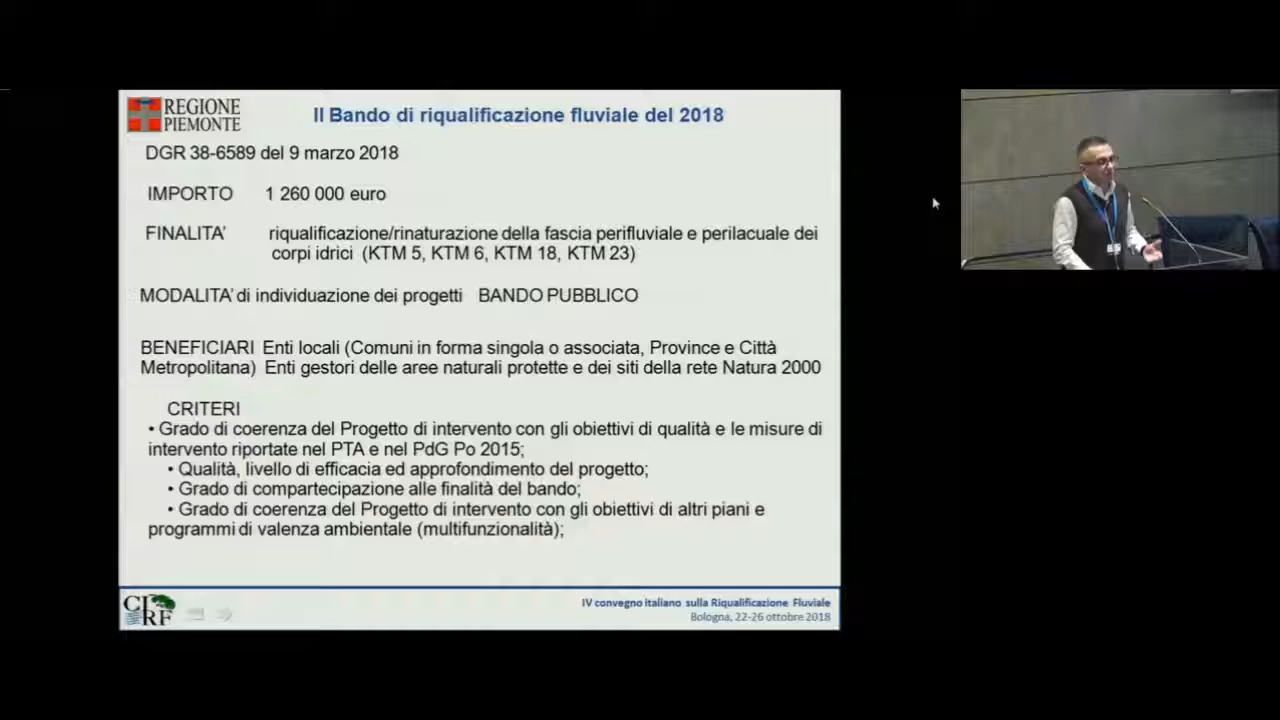 REGIONE
PIEMONTE
Il Bando di riqualificazione fluviale del 2018
DGR 38-6589 del 9 marzo 2018
IMPORTO 1 260 000 euro
FINALITA' riqualificazione/rinaturazione della fascia perifluviale e perilacuale dei
corpi idrici (KTM 5, KTM 6, KTM 18, KTM 23)
MODALITA' di individuazione dei progetti BANDO PUBBLICO
BENEFICIARI Enti locali (Comuni in forma singola o associata, Province e Città
Metropolitana) Enti gestori delle aree naturali protette e dei siti della rete Natura 2000
CRITERI
• Grado di coerenza del Progetto di intervento con gli obiettivi di qualità e le misure di
intervento riportate nel PTA e nel PdG Po 2015;
• Qualità, livello di efficacia ed approfondimento del progetto;
• Grado di compartecipazione alle finalità del bando;
• Grado di coerenza del Progetto di intervento con gli obiettivi di altri piani e
programmi di valenza ambientale (multifunzionalità);
CIRF
IV convegno italiano sulla Riqualificazione Fluviale
Bologna, 22-26 ottobre 2018